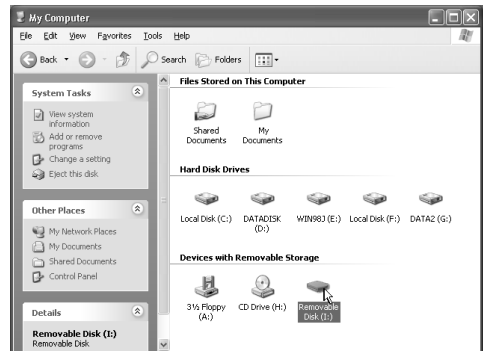 My Computer
File Edit View Favorites Tools Help
Back Search Folders
System Tasks
View system
information
Add or remove
programs
Change a setting
Eject this disk
Other Places
My Network Places
My Documents
Shared Documents
Control Panel
Details
Removable Disk (I:)
Removable Disk
Files Stored on This Computer
Shared
Documents
My
Documents
Hard Disk Drives
Local Disk (C:)
DATADISK
(D:)
WIN98J (E:)
Local Disk (F:)
DATA2 (G:)
Devices with Removable Storage
3½ Floppy
(A:)
CD Drive (H:)
Removable
Disk (I:)